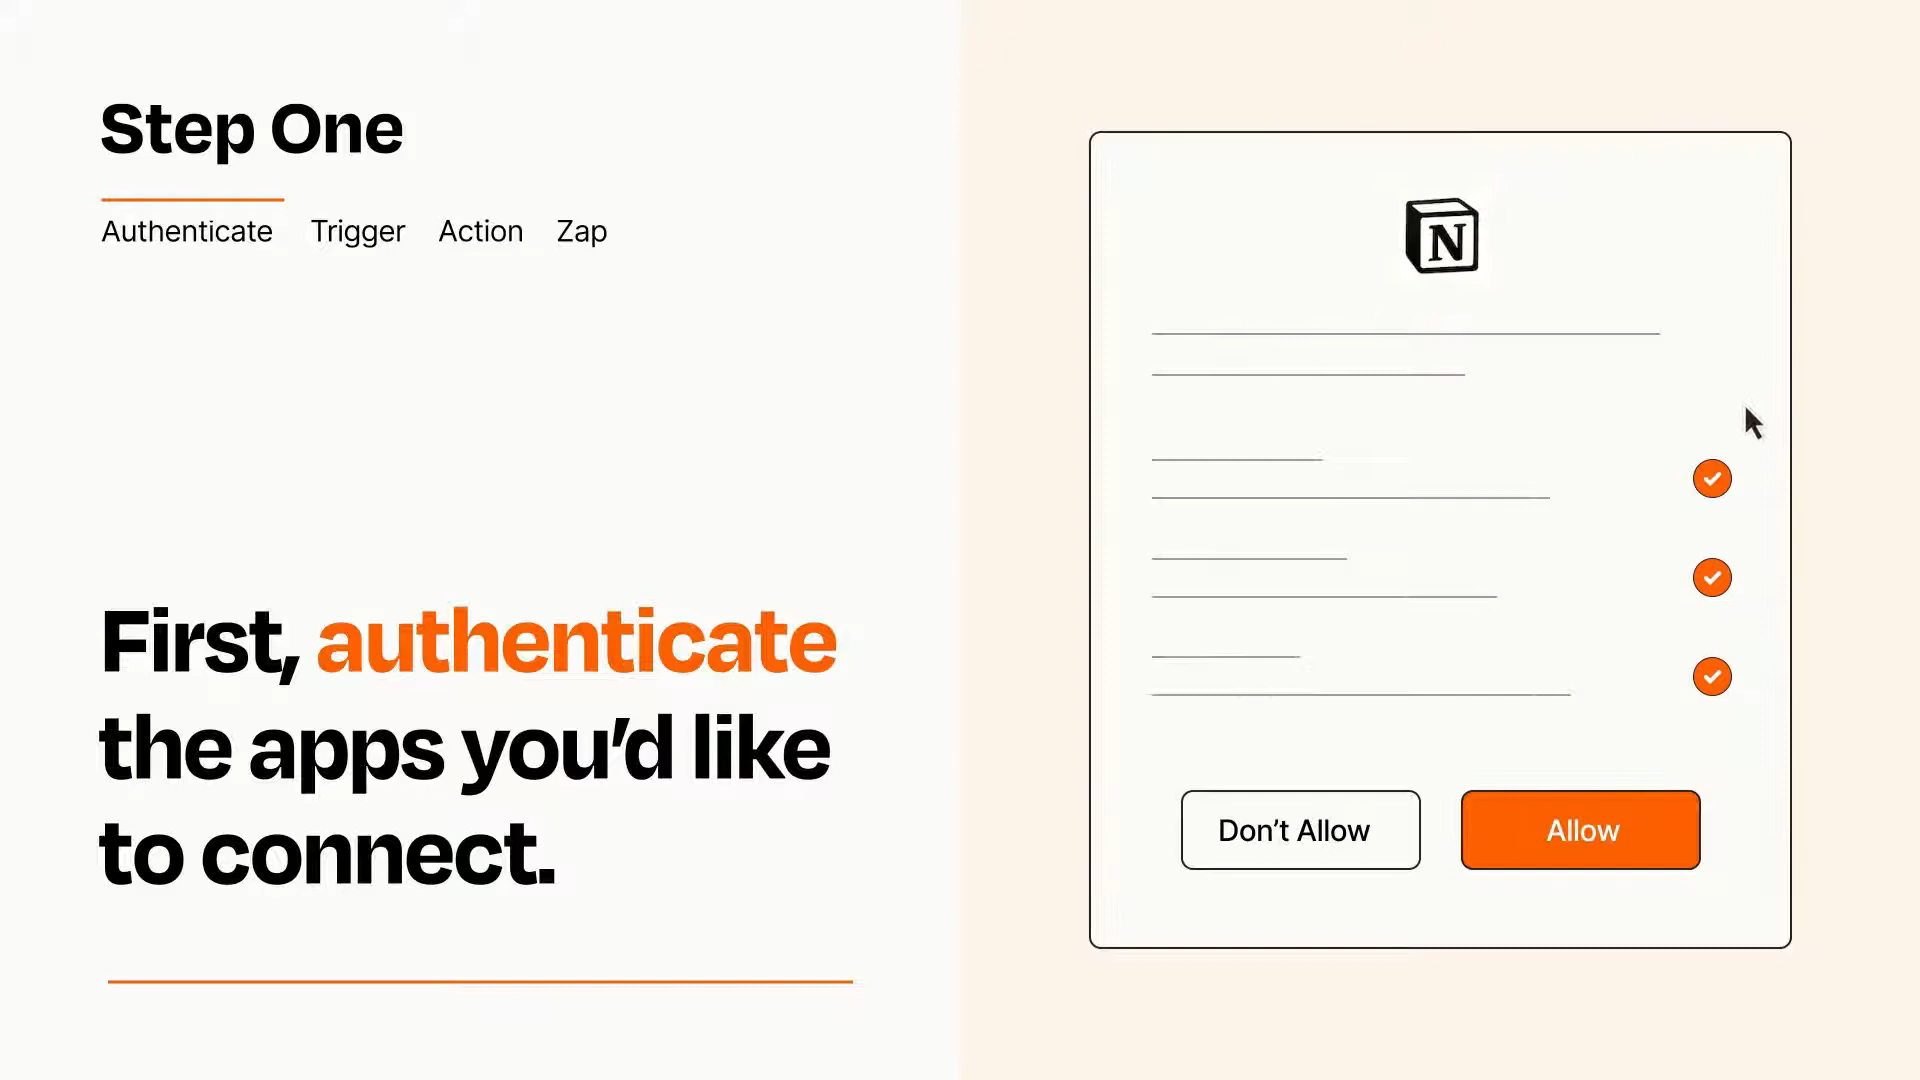 Step One
Authenticate Trigger Action Zap
First, authenticate
the apps you’d like
to connect.
N
Don’t Allow
Allow